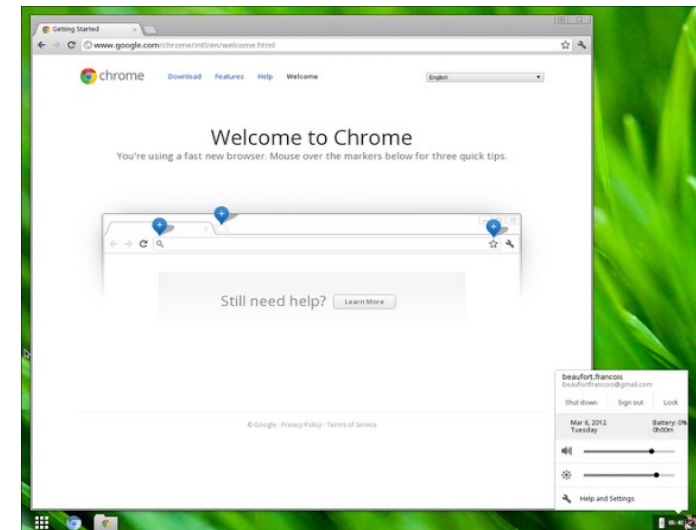 Getting Started
www.google.com/chrome/intl/en/welcome.html
chrome Download Features Help Welcome English
Welcome to Chrome
You're using a fast new browser. Mouse over the markers below for three quick tips.
Still need help? Learn More
© Google · Privacy Policy · Terms of Service
beaufort.francois
beaufortfrancois@gmail.com
Shut down Sign out Lock
Mar 6, 2012 Battery: 0%
Tuesday 0h00m
Help and Settings